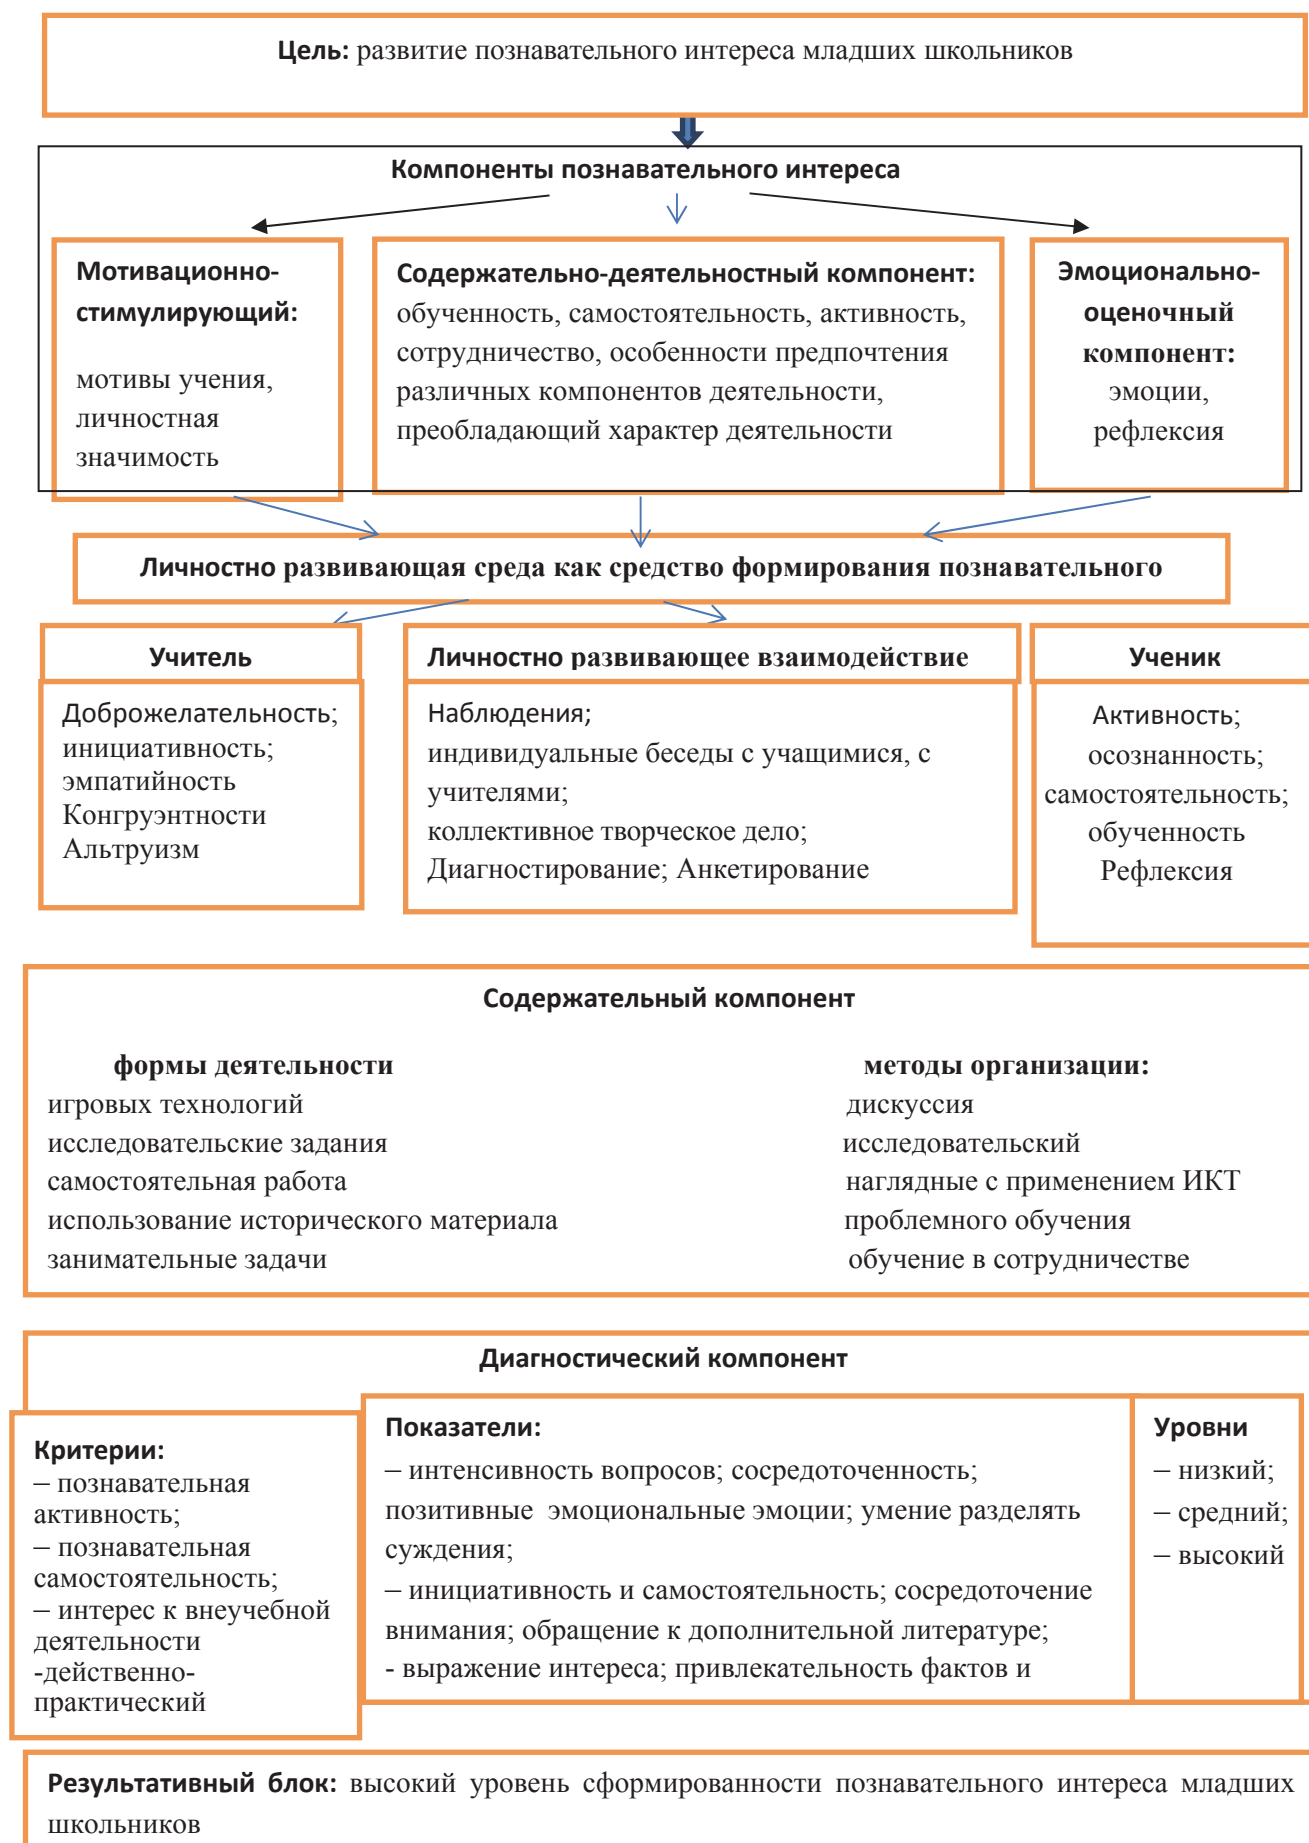 Цель: развитие познавательного интереса младших школьников
Компоненты познавательного интереса
Мотивационно-
стимулирующий:
мотивы учения,
личностная
значимость
Содержательно-деятельностный компонент:
обученность, самостоятельность, активность,
сотрудничество, особенности предпочтения
различных компонентов деятельности,
преобладающий характер деятельности
Эмоционально-
оценочный
компонент:
эмоции,
рефлексия
Личностно развивающая среда как средство формирования познавательного
Учитель
Доброжелательность;
инициативность;
эмпатийность
Конгруэнтности
Альтруизм
Личностно развивающее взаимодействие
Наблюдения;
индивидуальные беседы с учащимися, с
учителями;
коллективное творческое дело;
Диагностирование; Анкетирование
Ученик
Активность;
осознанность;
самостоятельность;
обученность
Рефлексия
Содержательный компонент
формы деятельности
игровых технологий
исследовательские задания
самостоятельная работа
использование исторического материала
занимательные задачи
методы организации:
дискуссия
исследовательский
наглядные с применением ИКТ
проблемного обучения
обучение в сотрудничестве
Диагностический компонент
Критерии:
– познавательная
активность;
– познавательная
самостоятельность;
– интерес к внеучебной
деятельности
-действенно-
практический
Показатели:
– интенсивность вопросов; сосредоточенность;
позитивные эмоциональные эмоции; умение разделять
суждения;
– инициативность и самостоятельность; сосредоточение
внимания; обращение к дополнительной литературе;
- выражение интереса; привлекательность фактов и
Уровни
– низкий;
– средний;
– высокий
Результативный блок: высокий уровень сформированности познавательного интереса младших
школьников